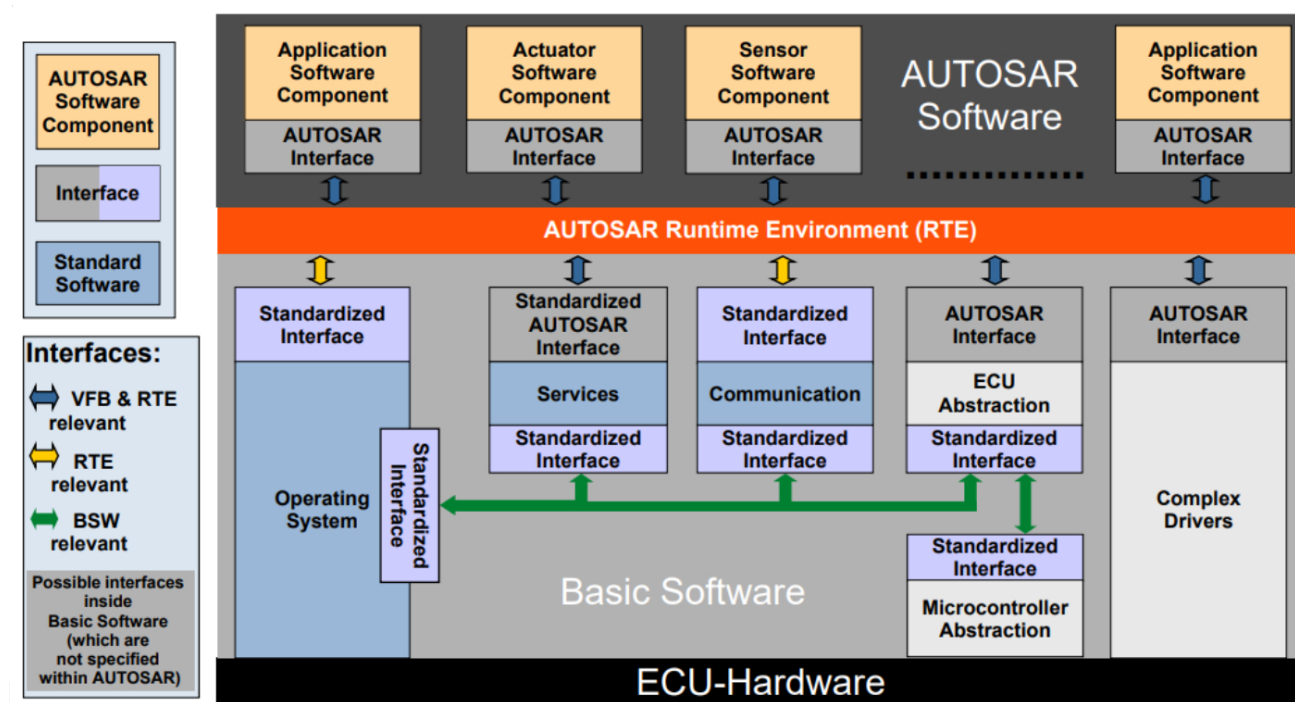 AUTOSAR
Software
Component
Interface
Standard
Software
Interfaces:
VFB & RTE
relevant
RTE
relevant
BSW
relevant
Possible interfaces
inside
Basic Software
(which are
not specified
within AUTOSAR)
Application
Software
Component
AUTOSAR
Interface
Actuator
Software
Component
AUTOSAR
Interface
Sensor
Software
Component
AUTOSAR
Interface
AUTOSAR
Software
Application
Software
Component
AUTOSAR
Interface
AUTOSAR Runtime Environment (RTE)
Standardized
Interface
Operating
System
Standardized
Interface
Standardized
AUTOSAR
Interface
Services
Standardized
Interface
Standardized
Interface
Communication
Standardized
Interface
AUTOSAR
Interface
ECU
Abstraction
Standardized
Interface
Standardized
Interface
Microcontroller
Abstraction
AUTOSAR
Interface
Complex
Drivers
Basic Software
ECU-Hardware